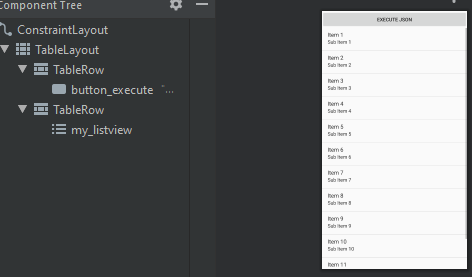 Component Tree
ConstraintLayout
TableLayout
TableRow
button_execute "...
TableRow
my_listview
EXECUTE JSON
Item 1
Sub Item 1
Item 2
Sub Item 2
Item 3
Sub Item 3
Item 4
Sub Item 4
Item 5
Sub Item 5
Item 6
Sub Item 6
Item 7
Sub Item 7
Item 8
Sub Item 8
Item 9
Sub Item 9
Item 10
Sub Item 10
Item 11